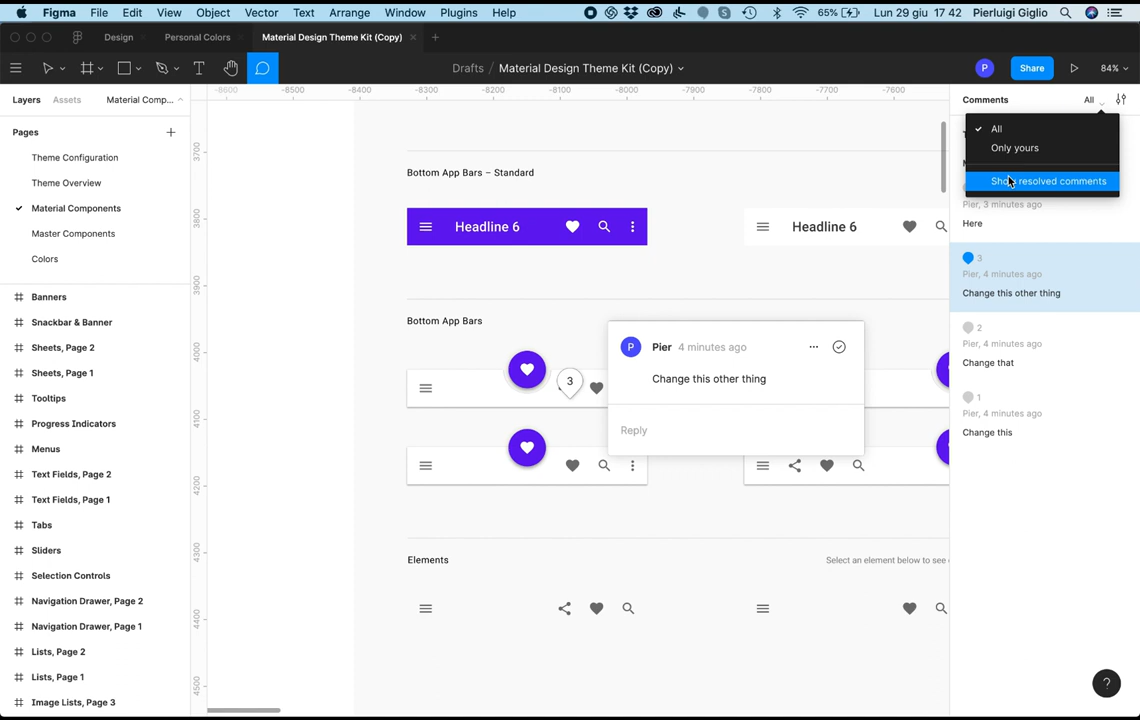 Figma File Edit View Object Vector Text Arrange Window Plugins Help 65% Lun 29 giu 17 42 Pierluigi Giglio
Design Personal Colors Material Design Theme Kit (Copy)
Drafts / Material Design Theme Kit (Copy) P Share 84%
Layers Assets Material Comp...
Pages
Theme Configuration
Theme Overview
Material Components
Master Components
Colors
Banners
Snackbar & Banner
Sheets, Page 2
Sheets, Page 1
Tooltips
Progress Indicators
Menus
Text Fields, Page 2
Text Fields, Page 1
Tabs
Sliders
Selection Controls
Navigation Drawer, Page 2
Navigation Drawer, Page 1
Lists, Page 2
Lists, Page 1
Image Lists, Page 3
-8600 -8500 -8400 -8300 -8200 -8100 -8000 -7900 -7800 -7700 -7600
3700
3800
3900
4000
4100
4200
4300
4400
4500
Bottom App Bars – Standard
Headline 6
Headline 6
Bottom App Bars
3
P Pier 4 minutes ago
Change this other thing
Reply
Elements
Select an element below to see
Comments All
All
Only yours
Show resolved comments
Pier, 3 minutes ago
Here
3
Pier, 4 minutes ago
Change this other thing
2
Pier, 4 minutes ago
Change that
1
Pier, 4 minutes ago
Change this
?